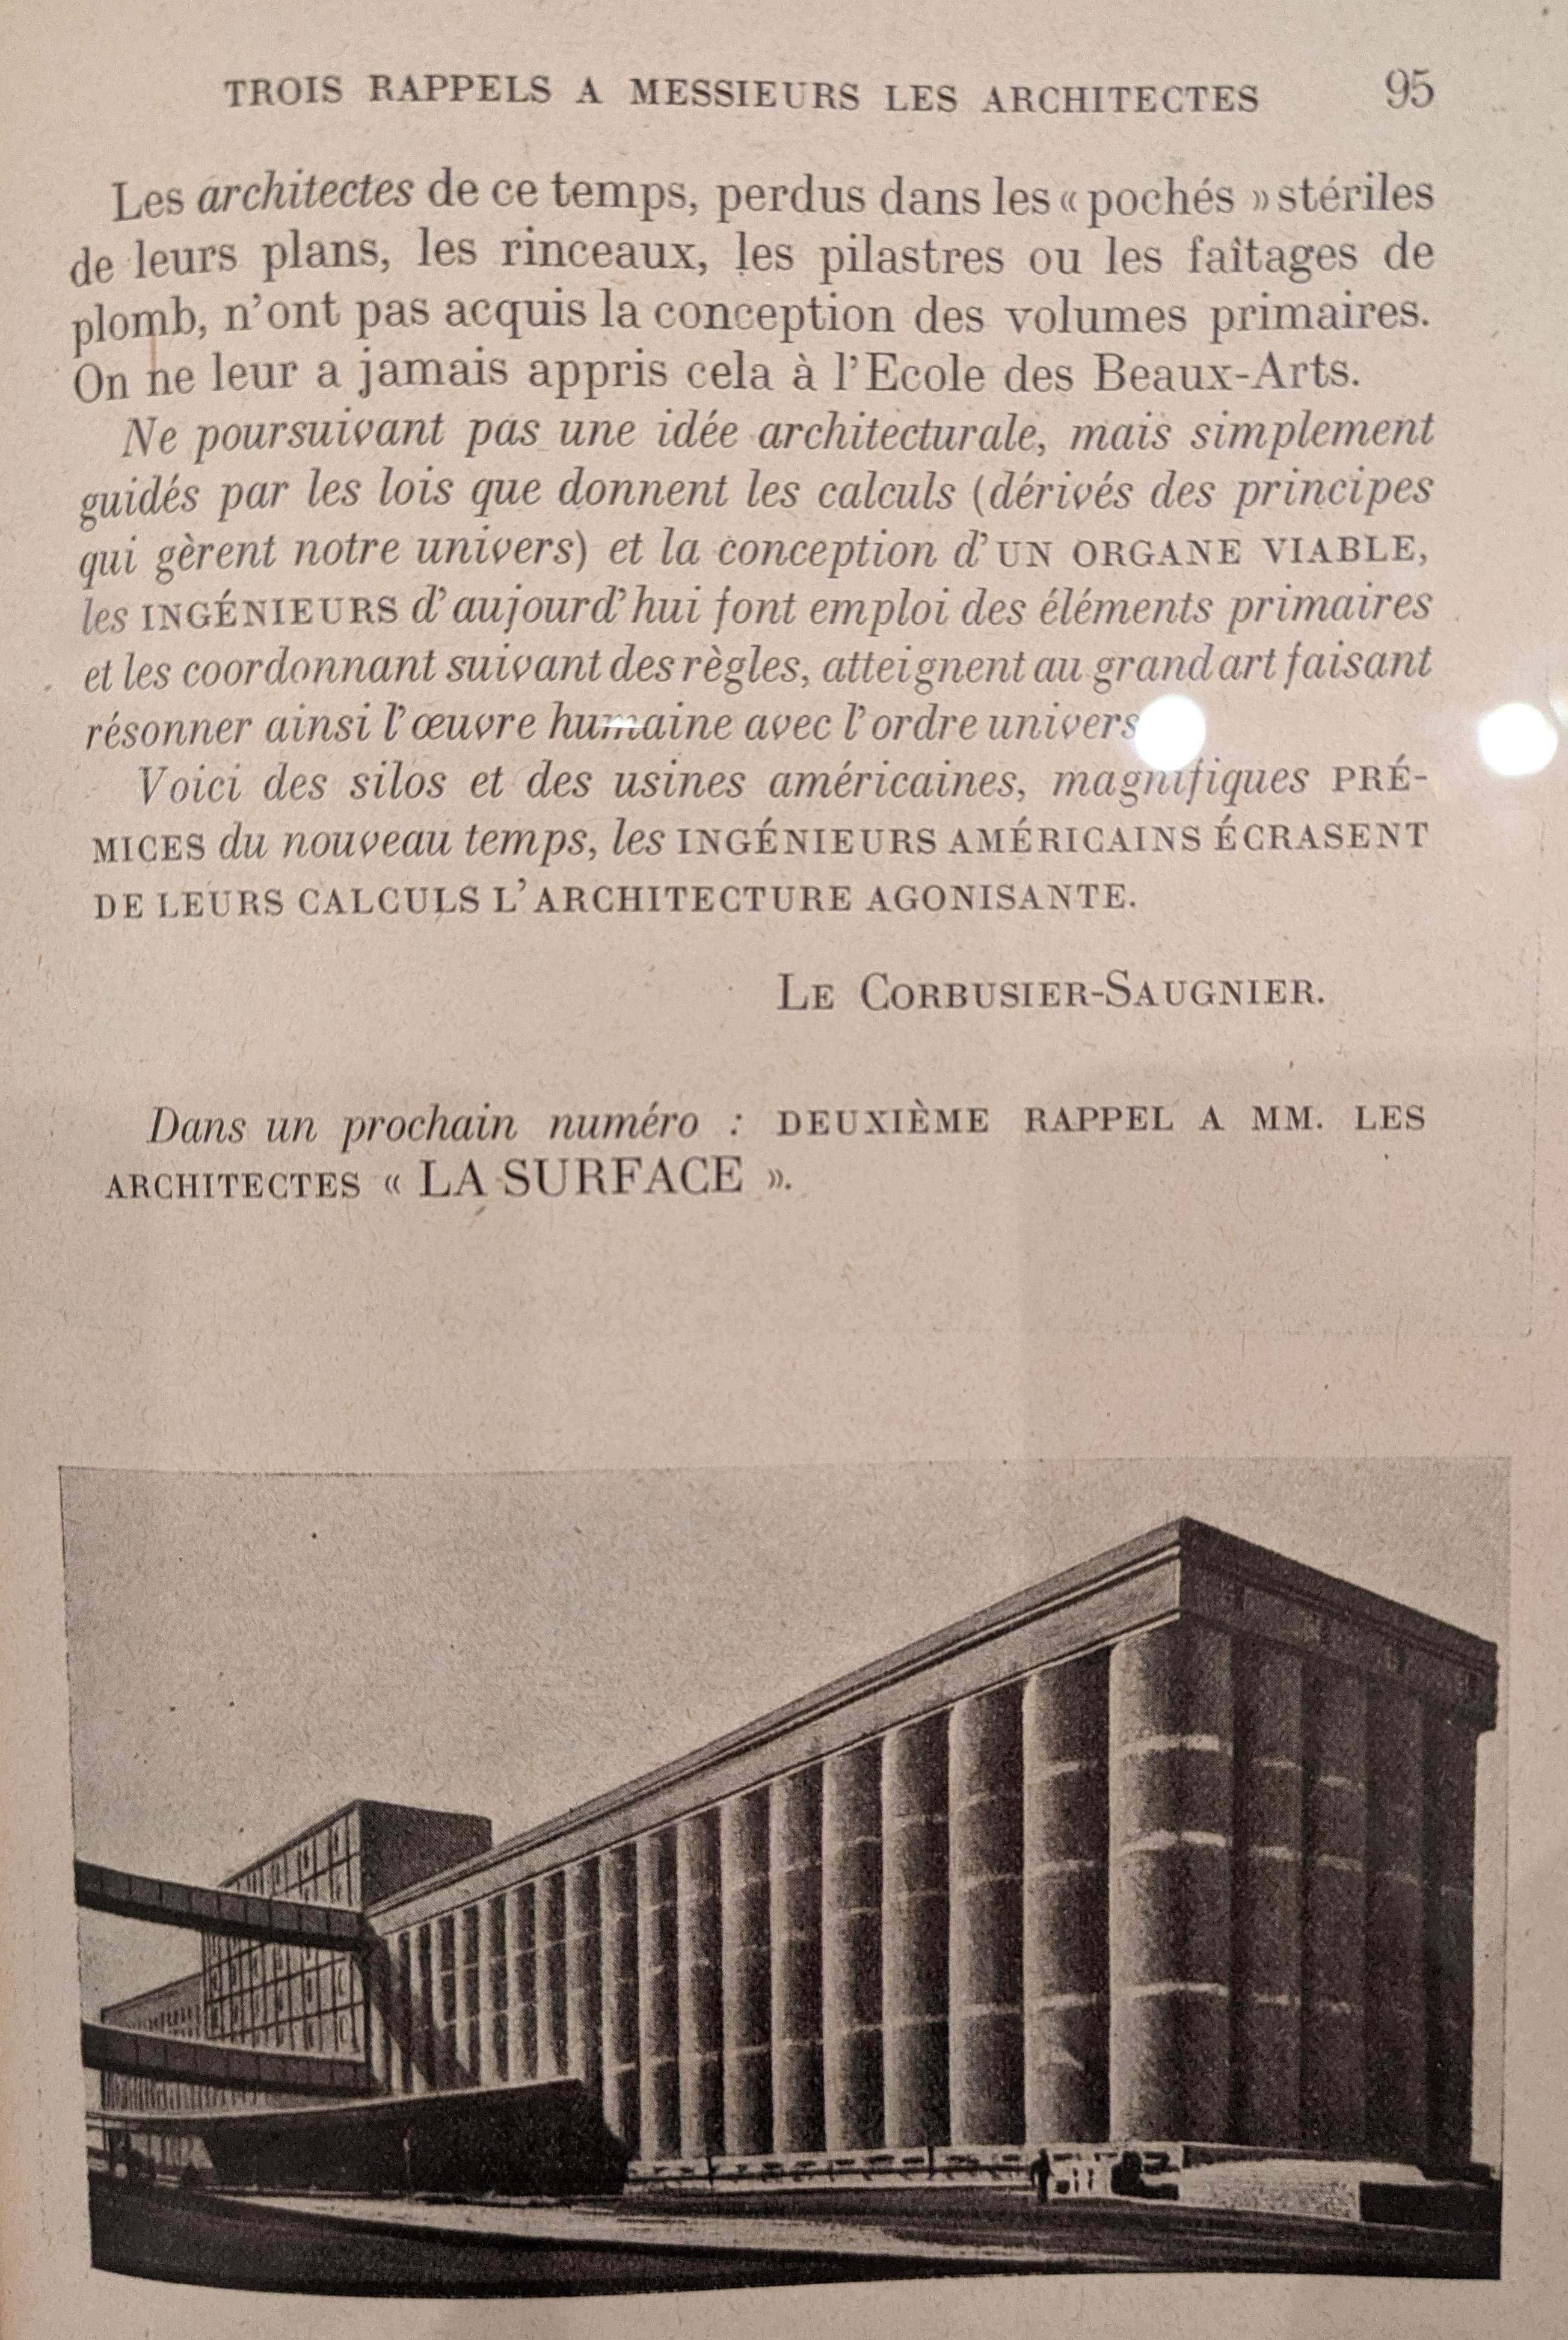 TROIS RAPPELS A MESSIEURS LES ARCHITECTES 95
Les architectes de ce temps, perdus dans les « pochés » stériles
de leurs plans, les rinceaux, les pilastres ou les faîtages de
plomb, n'ont pas acquis la conception des volumes primaires.
On ne leur a jamais appris cela à l'Ecole des Beaux-Arts.
Ne poursuivant pas une idée architecturale, mais simplement
guidés par les lois que donnent les calculs (dérivés des principes
qui gèrent notre univers) et la conception d'UN ORGANE VIABLE,
les INGÉNIEURS d'aujourd'hui font emploi des éléments primaires
et les coordonnant suivant des règles, atteignent au grand art faisant
résonner ainsi l'œuvre humaine avec l'ordre
Voici des silos et des usines américaines, magnifiques PRÉ-
MICES du nouveau temps, les INGÉNIEURS AMÉRICAINS ÉCRASENT
DE LEURS CALCULS L'ARCHITECTURE AGONISANTE.
LE CORBUSIER-SAUGNIER.
Dans un prochain numéro : DEUXIÈME RAPPEL A MM. LES
ARCHITECTES « LA SURFACE ».